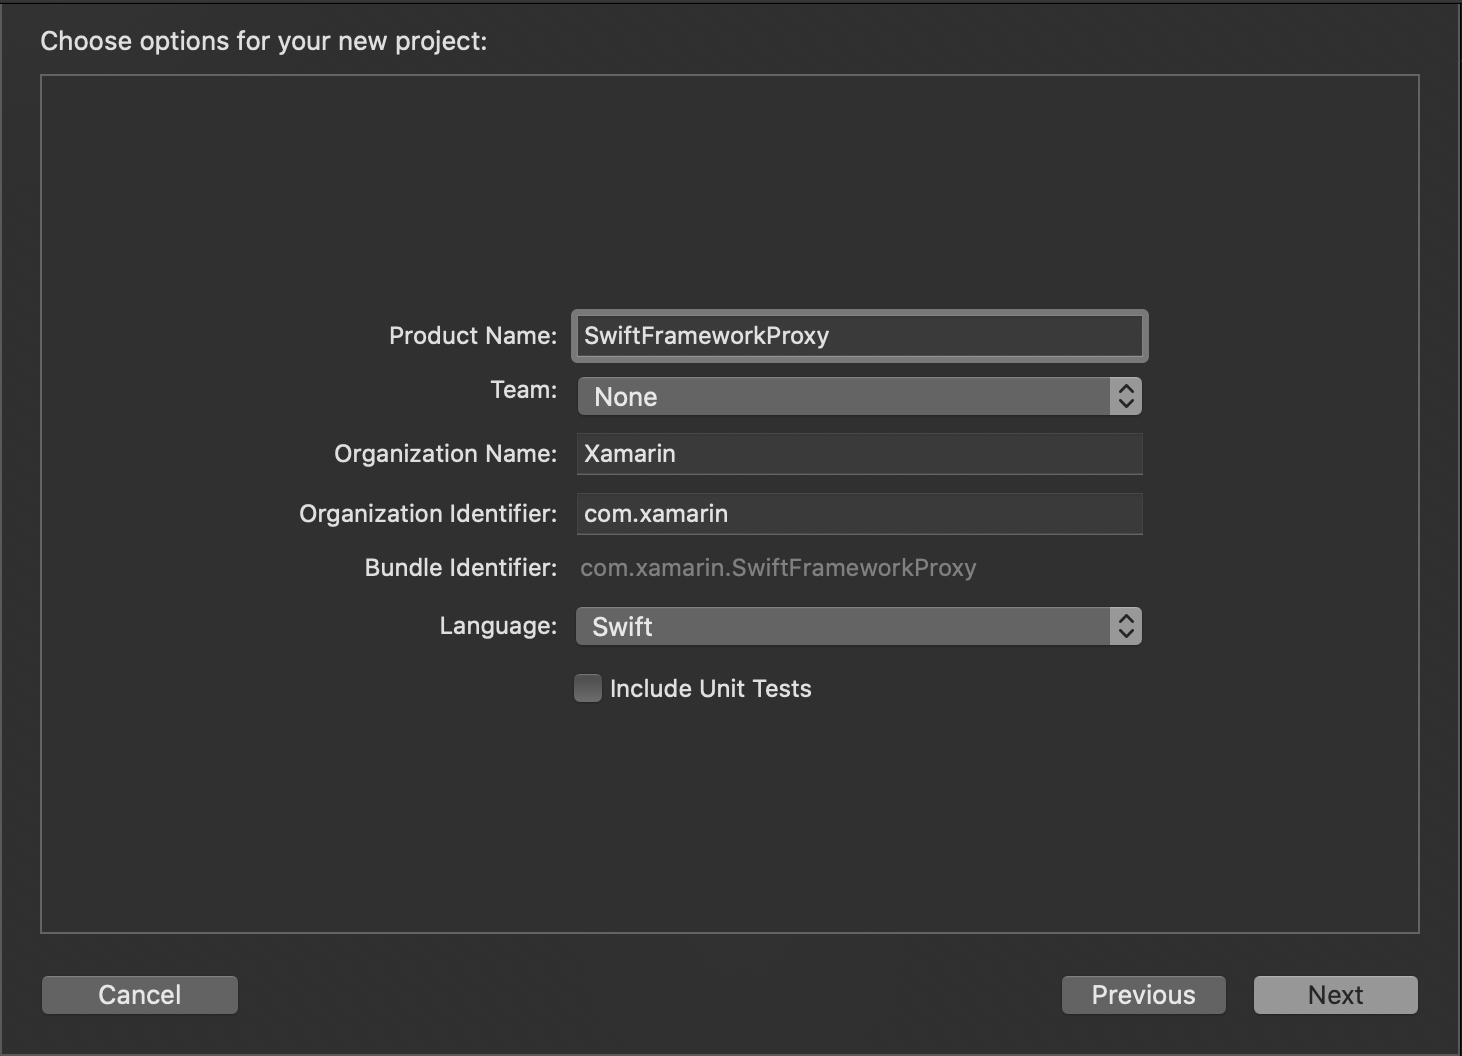 Choose options for your new project:
Product Name: SwiftFrameworkProxy
Team: None
Organization Name: Xamarin
Organization Identifier: com.xamarin
Bundle Identifier: com.xamarin.SwiftFrameworkProxy
Language: Swift
Include Unit Tests
Cancel Previous Next